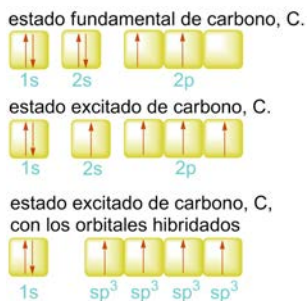 estado fundamental de carbono, C.
1s 2s 2p
estado excitado de carbono, C.
1s 2s 2p
estado excitado de carbono, C,
con los orbitales hibridados
1s sp³ sp³ sp³ sp³